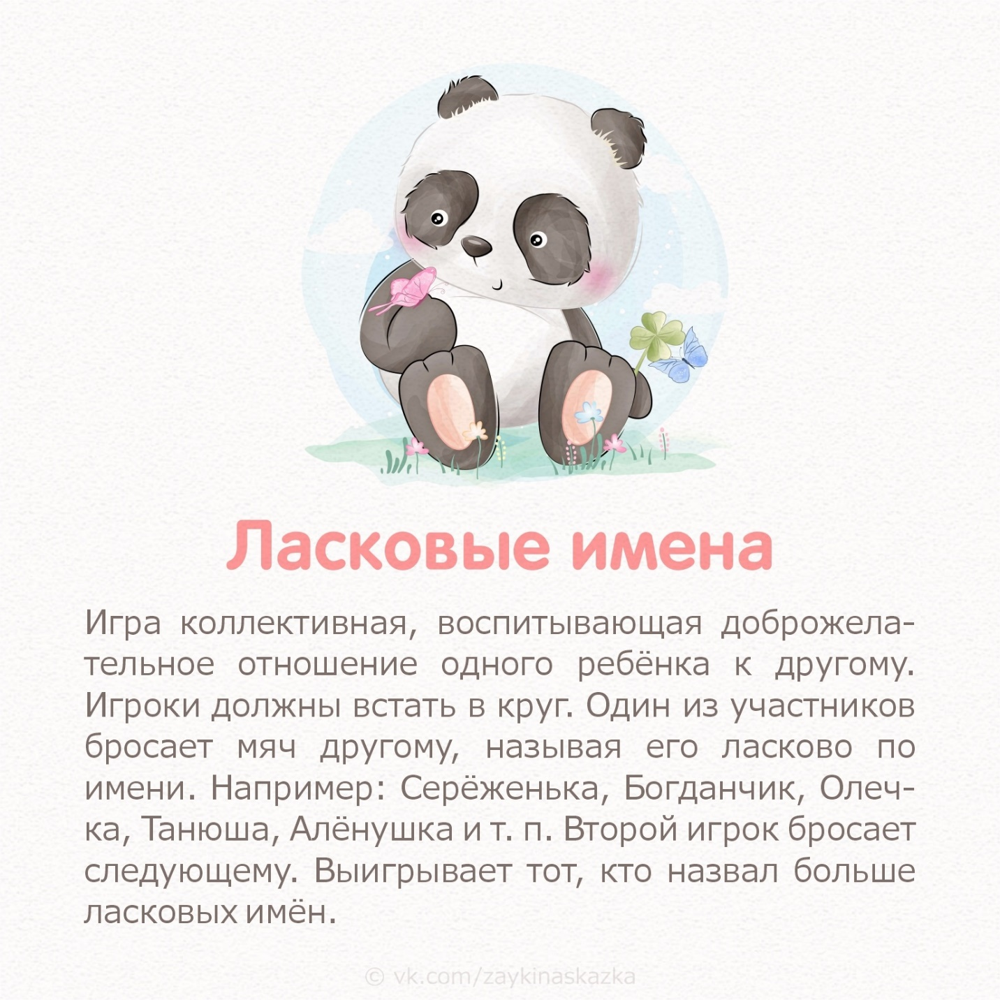 Ласковые имена
Игра коллективная, воспитывающая доброжела-
тельное отношение одного ребёнка к другому.
Игроки должны встать в круг. Один из участников
бросает мяч другому, называя его ласково по
имени. Например: Серёженька, Богданчик, Олеч-
ка, Танюша, Алёнушка и т. п. Второй игрок бросает
следующему. Выигрывает тот, кто назвал больше
ласковых имён.
© vk.com/zaykinaskazka